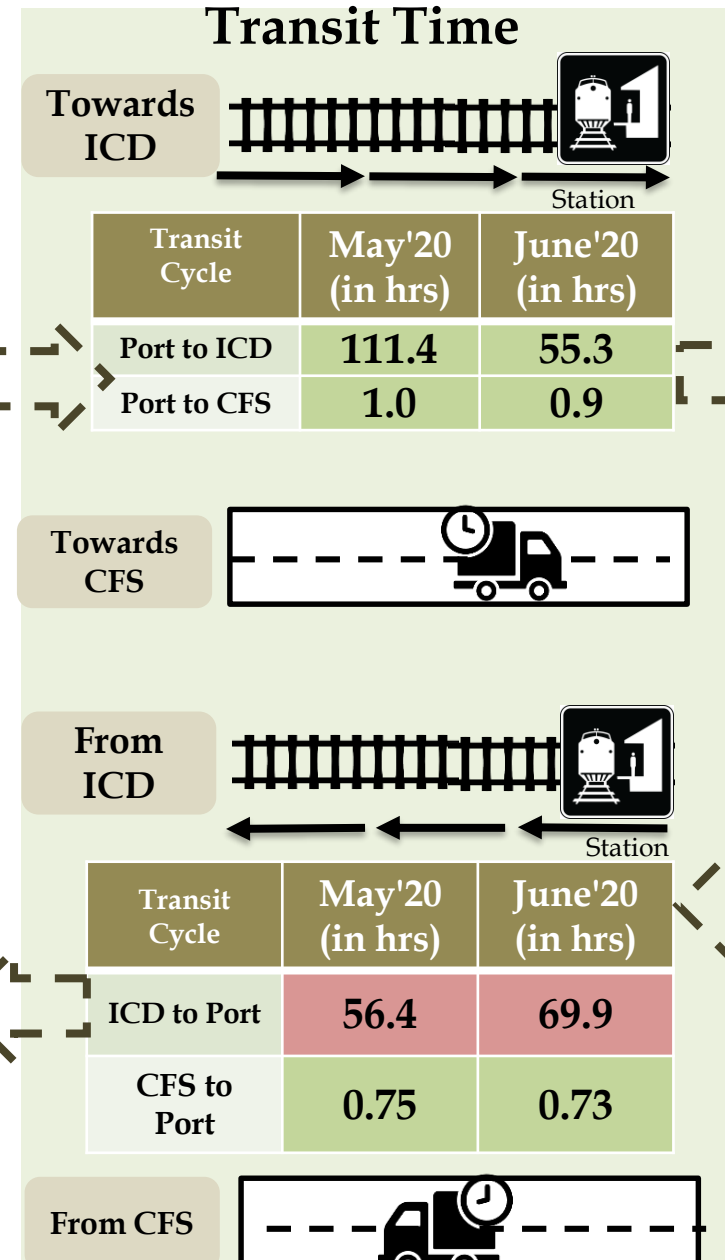 Transit Time
Towards
ICD
Station
Transit
Cycle
May'20
(in hrs)
June'20
(in hrs)
Port to ICD
111.4
55.3
Port to CFS
1.0
0.9
Towards
CFS
From
ICD
Station
Transit
Cycle
May'20
(in hrs)
June'20
(in hrs)
ICD to Port
56.4
69.9
CFS to
Port
0.75
0.73
From CFS